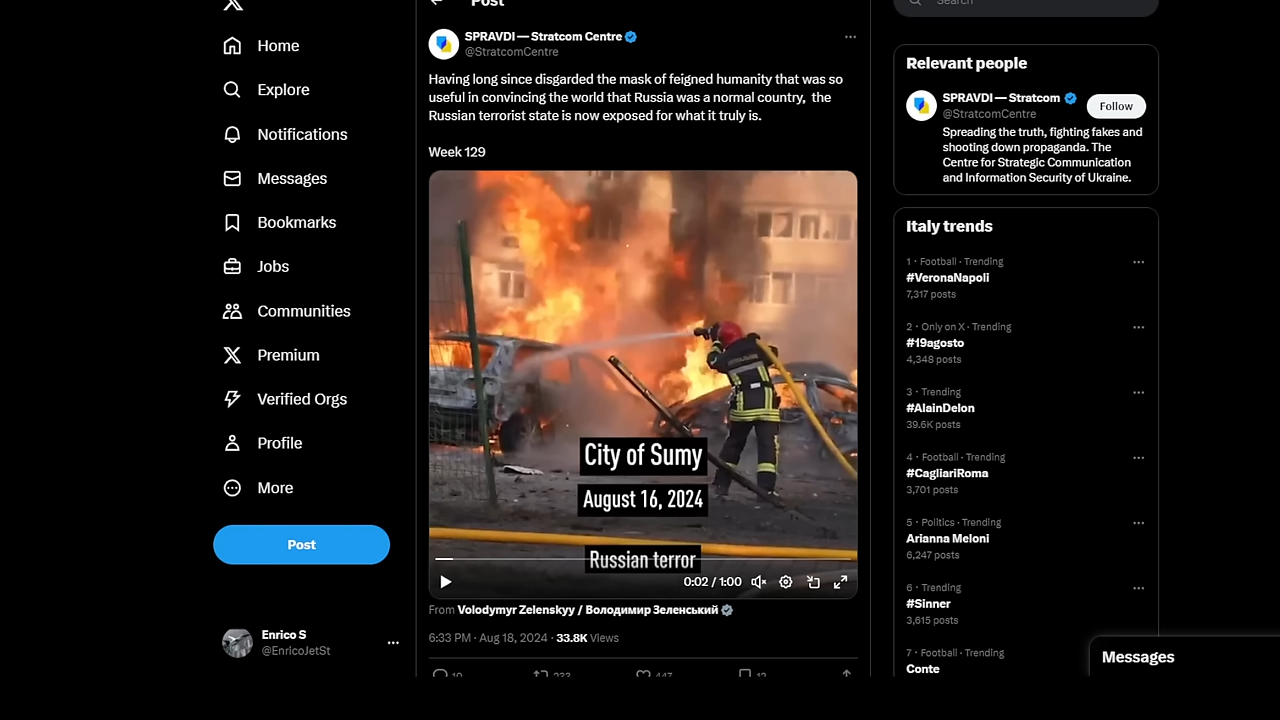 Home
Explore
Notifications
Messages
Bookmarks
Jobs
Communities
Premium
Verified Orgs
Profile
More
Post
Enrico S
@EnricoJetSt
Post
SPRAVDI — Stratcom Centre
@StratcomCentre
Having long since disgarded the mask of feigned humanity that was so
useful in convincing the world that Russia was a normal country,  the
Russian terrorist state is now exposed for what it truly is.
Week 129
City of Sumy
August 16, 2024
Russian terror
0:02 / 1:00
From Volodymyr Zelenskyy / Володимир Зеленський
6:33 PM · Aug 18, 2024 · 33.8K Views
Search
Relevant people
SPRAVDI — Stratcom
@StratcomCentre
Follow
Spreading the truth, fighting fakes and
shooting down propaganda. The
Centre for Strategic Communication
and Information Security of Ukraine.
Italy trends
1 · Football · Trending
#VeronaNapoli
7,317 posts
2 · Only on X · Trending
#19agosto
4,348 posts
3 · Trending
#AlainDelon
39.6K posts
4 · Football · Trending
#CagliariRoma
3,701 posts
5 · Politics · Trending
Arianna Meloni
6,247 posts
6 · Trending
#Sinner
3,615 posts
7 · Football · Trending
Conte
Messages